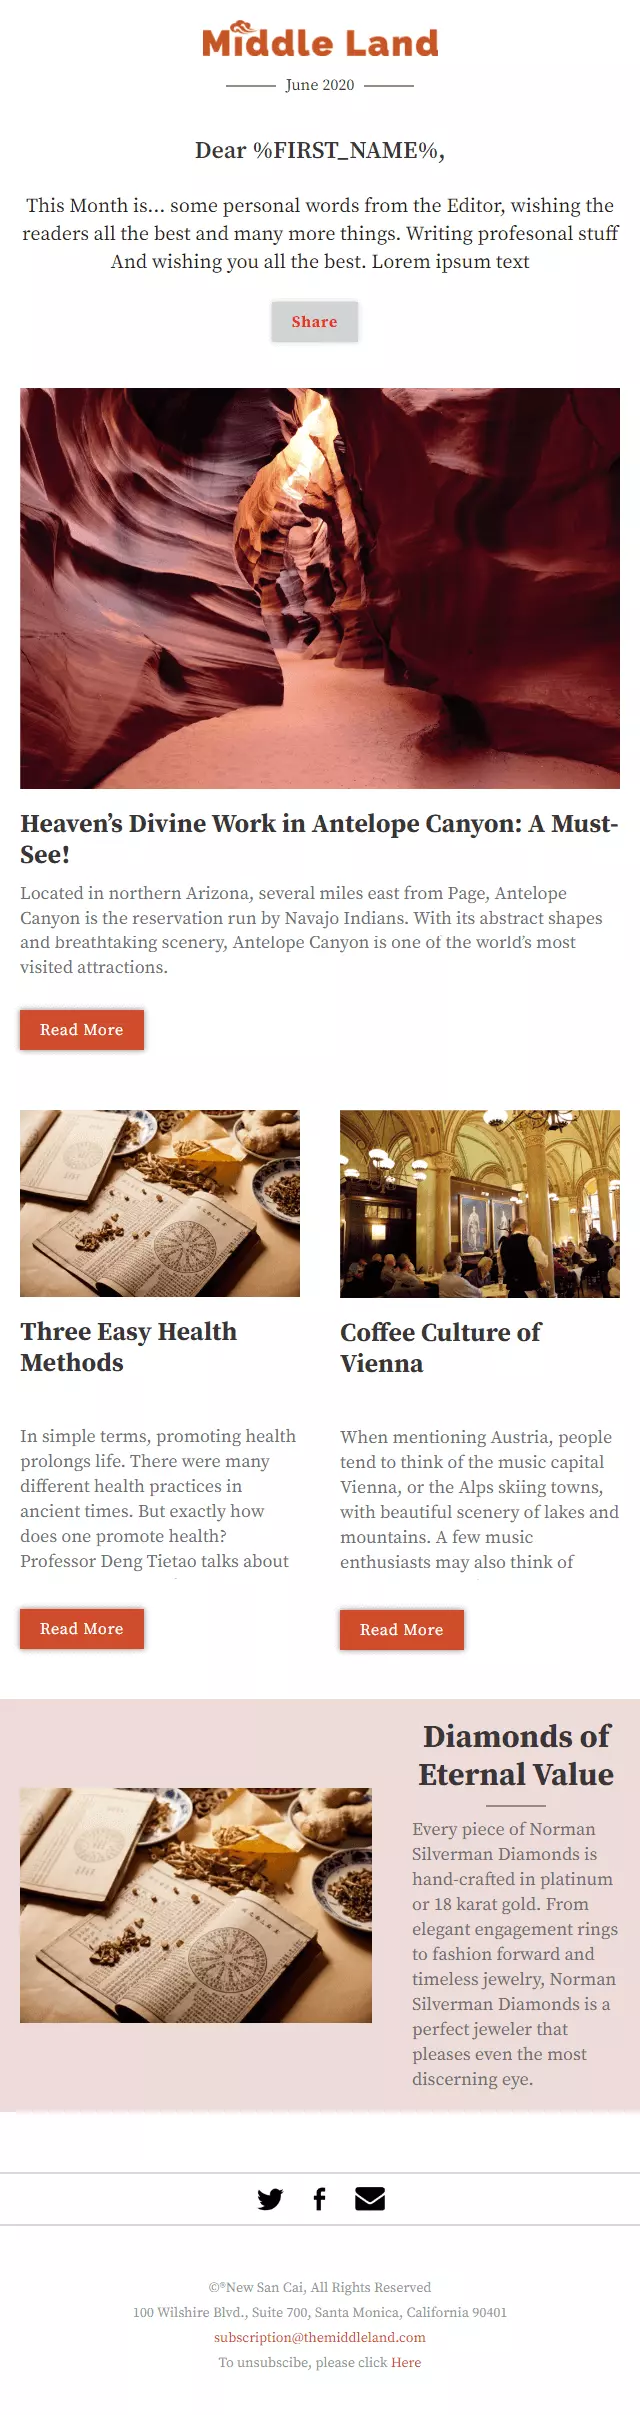 Middle Land
June 2020
Dear %FIRST_NAME%,
This Month is... some personal words from the Editor, wishing the
readers all the best and many more things. Writing profesonal stuff
And wishing you all the best. Lorem ipsum text
Share
Heaven's Divine Work in Antelope Canyon: A Must-
See!
Located in northern Arizona, several miles east from Page, Antelope
Canyon is the reservation run by Navajo Indians. With its abstract shapes
and breathtaking scenery, Antelope Canyon is one of the world's most
visited attractions.
Read More
Three Easy Health
Methods
In simple terms, promoting health
prolongs life. There were many
different health practices in
ancient times. But exactly how
does one promote health?
Professor Deng Tietao talks about
Read More
Coffee Culture of
Vienna
When mentioning Austria, people
tend to think of the music capital
Vienna, or the Alps skiing towns,
with beautiful scenery of lakes and
mountains. A few music
enthusiasts may also think of
Read More
Diamonds of
Eternal Value
Every piece of Norman
Silverman Diamonds is
hand-crafted in platinum
or 18 karat gold. From
elegant engagement rings
to fashion forward and
timeless jewelry, Norman
Silverman Diamonds is a
perfect jeweler that
pleases even the most
discerning eye.
©®New San Cai, All Rights Reserved
100 Wilshire Blvd., Suite 700, Santa Monica, California 90401
subscription@themiddleland.com
To unsubscibe, please click Here